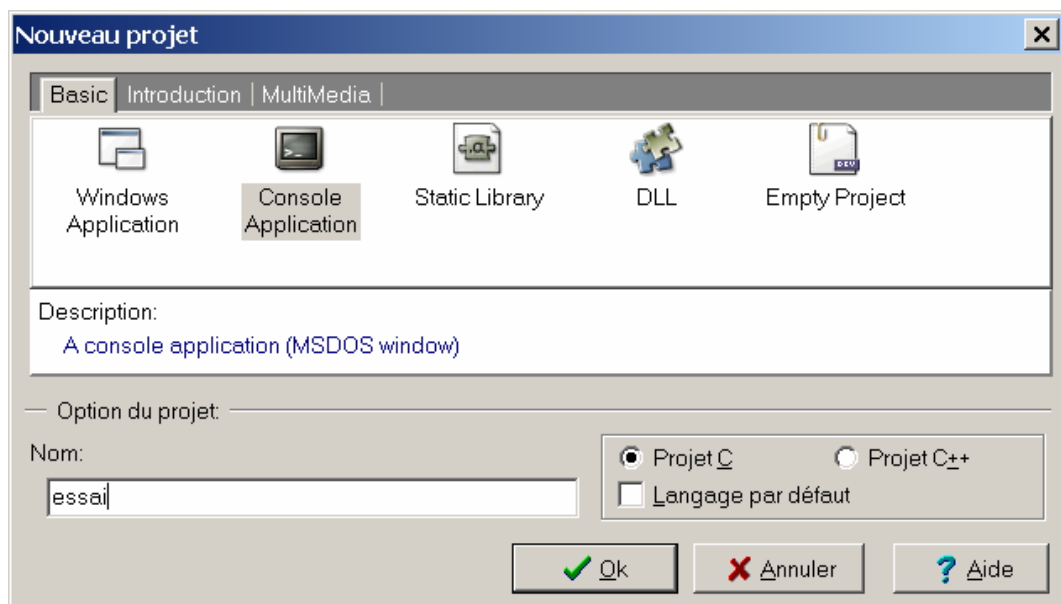 Nouveau projet
Basic Introduction MultiMedia
Windows Application
Console Application
Static Library
DLL
Empty Project
Description:
A console application (MSDOS window)
Option du projet:
Nom:
essai
Projet C
Projet C++
Langage par défaut
Ok
Annuler
Aide